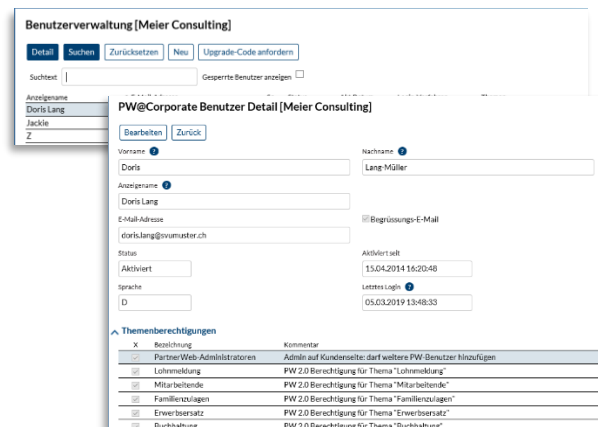 Benutzerverwaltung [Meier Consulting]
Detail Suchen Zurücksetzen Neu Upgrade-Code anfordern
Suchtext Gesperrte Benutzer anzeigen
Anzeigename
Doris Lang
Jackie
Z
PW@Corporate Benutzer Detail [Meier Consulting]
Bearbeiten Zurück
Vorname ? Nachname ?
Doris Lang-Müller
Anzeigename ?
Doris Lang
E-Mail-Adresse Begrüssungs-E-Mail
doris.lang@svumuster.ch
Status Aktiviert seit
Aktiviert 15.04.2014 16:20:48
Sprache Letztes Login ?
D 05.03.2019 13:48:33
Themenberechtigungen
X Bezeichnung Kommentar
PartnerWeb-Administratoren Admin auf Kundenseite: darf weitere PW-Benutzer hinzufügen
Lohnmeldung PW 2.0 Berechtigung für Thema "Lohnmeldung"
Mitarbeitende PW 2.0 Berechtigung für Thema "Mitarbeitende"
Familienzulagen PW 2.0 Berechtigung für Thema "Familienzulagen"
Erwerbsersatz PW 2.0 Berechtigung für Thema "Erwerbsersatz"
Buchhaltung PW 2.0 Berechtigung für Thema "Buchhaltung"